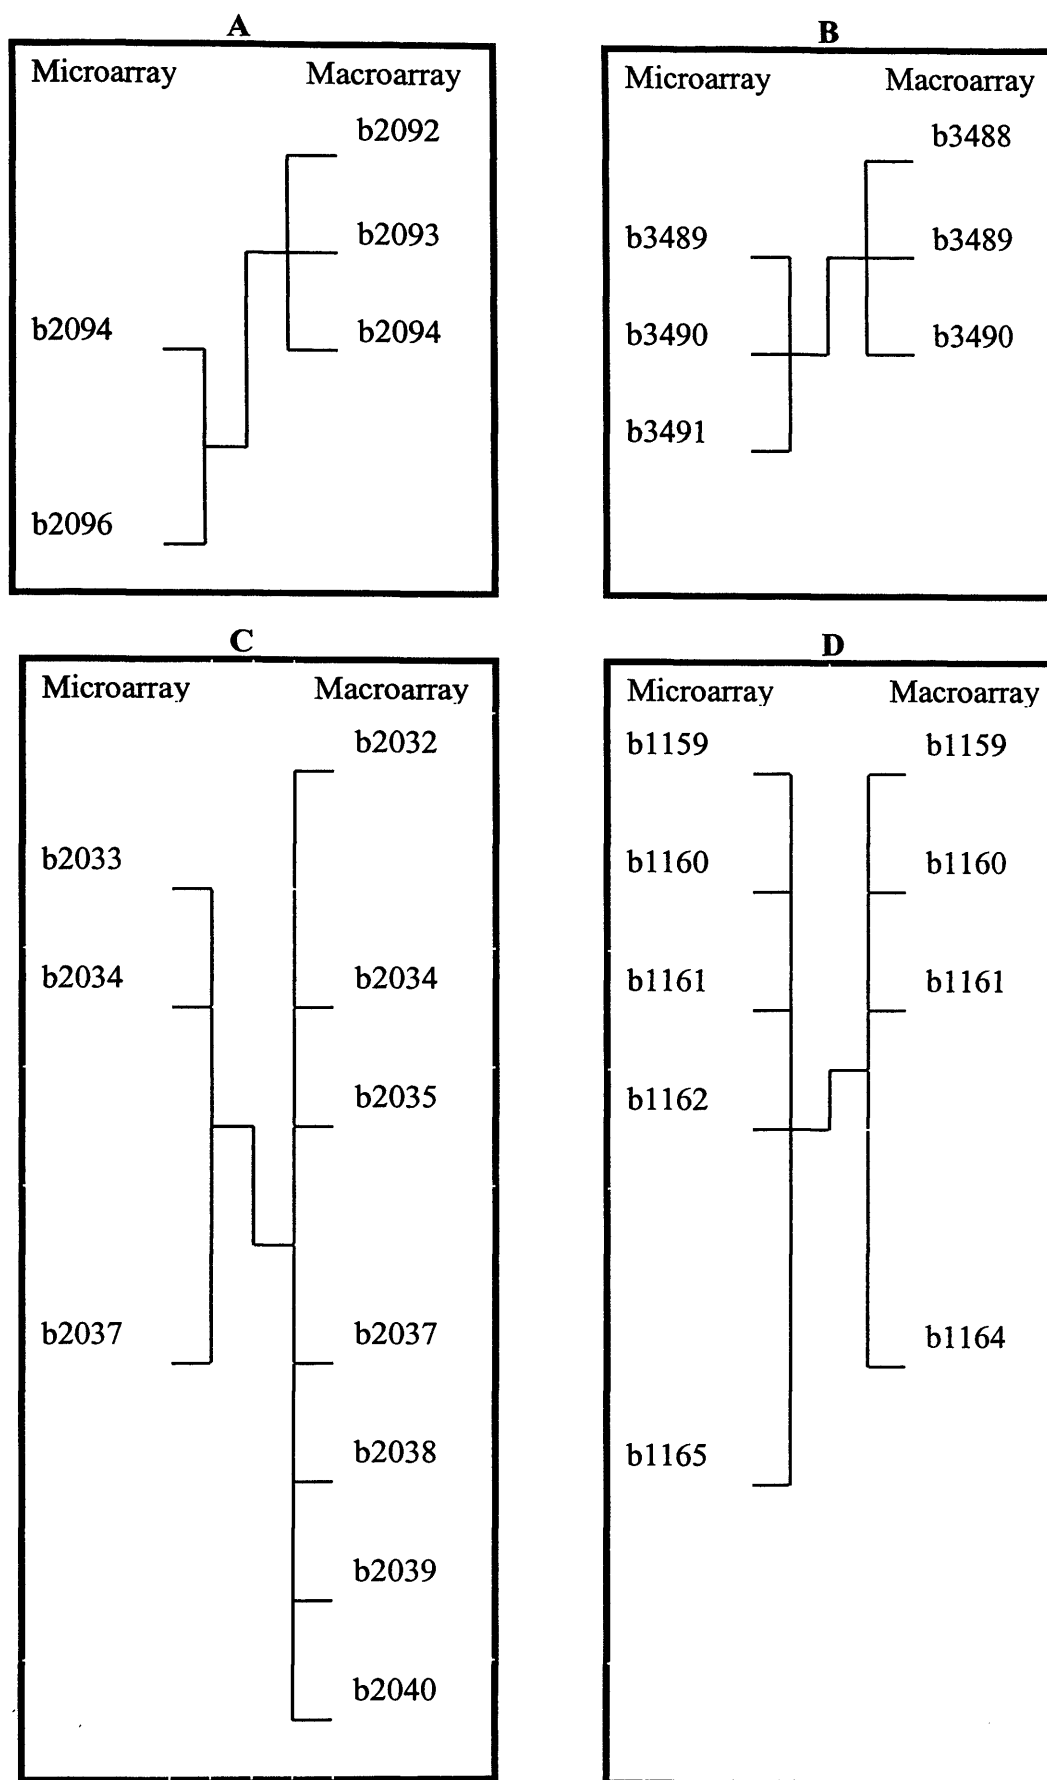 A
Microarray Macroarray
b2092
b2093
b2094 b2094
b2096
B
Microarray Macroarray
b3488
b3489 b3489
b3490 b3490
b3491
C
Microarray Macroarray
b2032
b2033
b2034 b2034
b2035
b2037 b2037
b2038
b2039
b2040
D
Microarray Macroarray
b1159 b1159
b1160 b1160
b1161 b1161
b1162
b1164
b1165